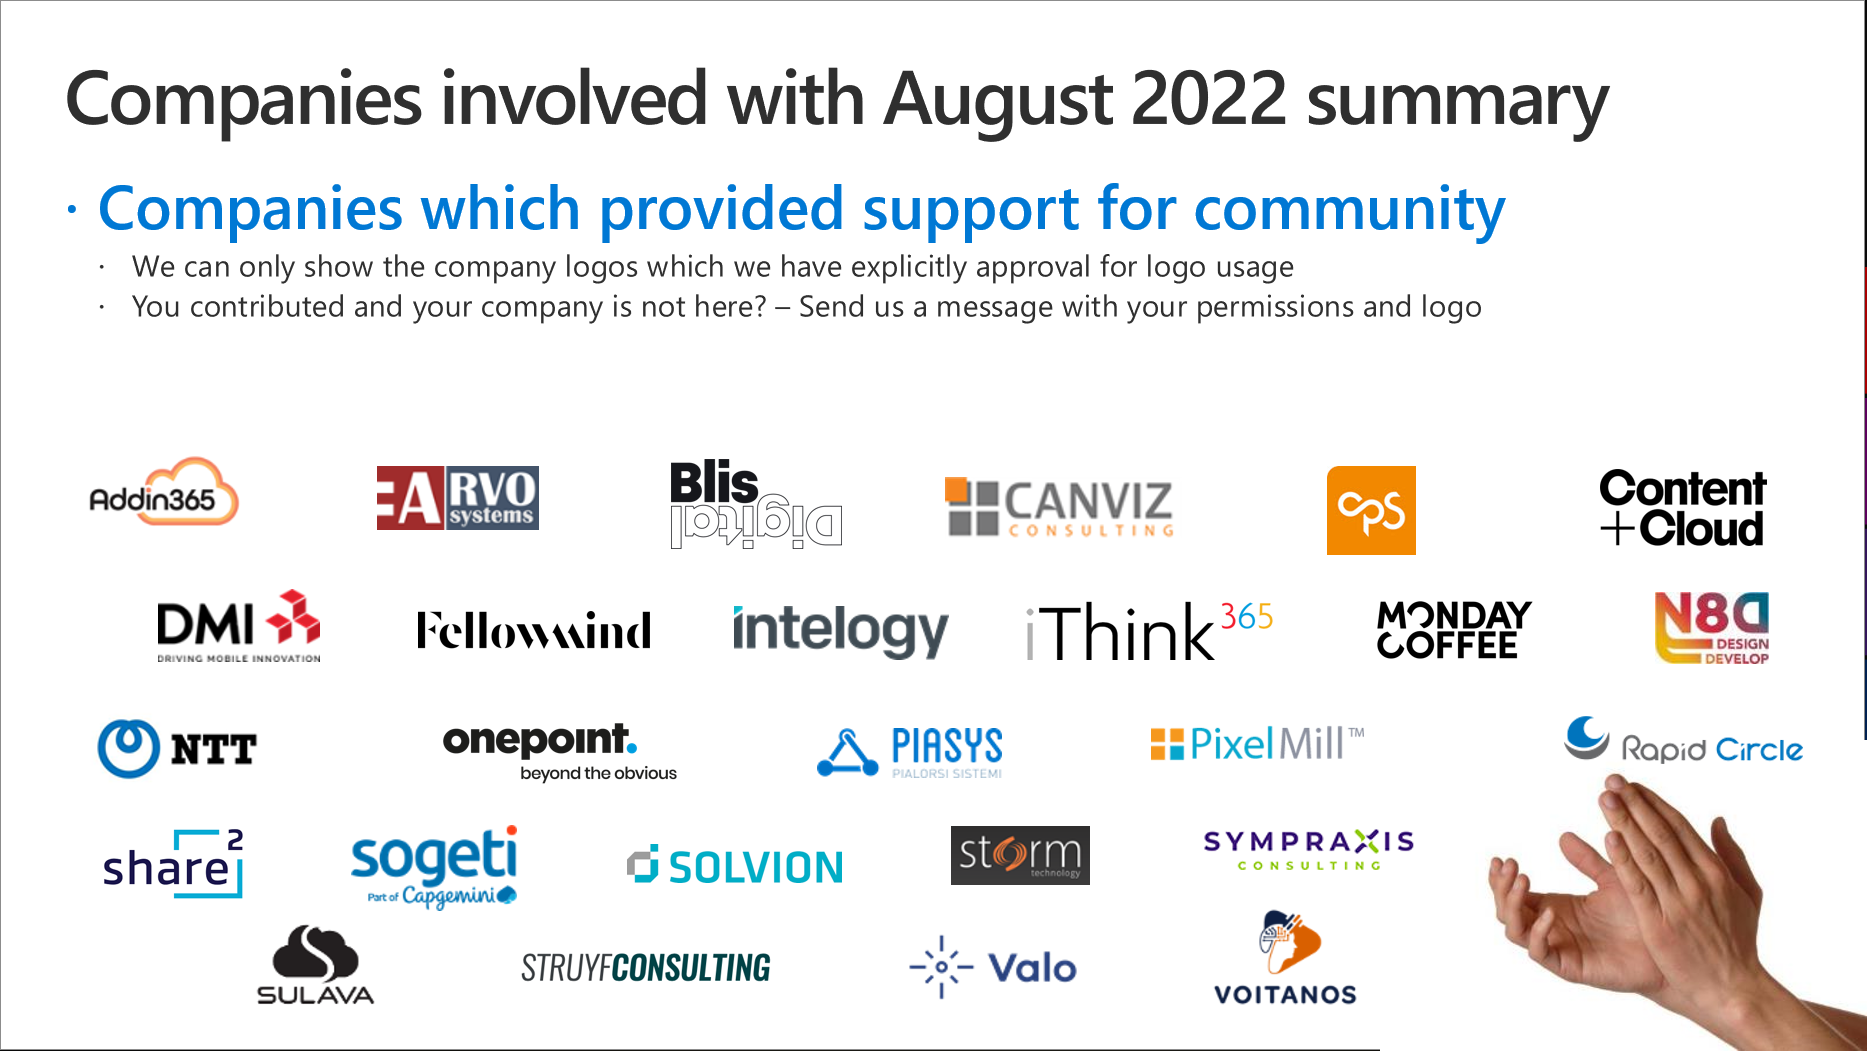 Companies involved with August 2022 summary
· Companies which provided support for community
· We can only show the company logos which we have explicitly approval for logo usage
· You contributed and your company is not here? – Send us a message with your permissions and logo
Addin365
ARVO
systems
Blis
Digital
CANVIZ
CONSULTING
cps
Content
+Cloud
DMI
DRIVING MOBILE INNOVATION
Fellowmind
intelogy
iThink365
MONDAY
COFFEE
N8D
DESIGN
DEVELOP
NTT
onepoint.
beyond the obvious
PIASYS
PIALORSI SISTEMI
PixelMill™
Rapid Circle
share2
sogeti
Part of Capgemini
SOLVION
storm
technology
SYMPRAXIS
CONSULTING
SULAVA
STRUYFCONSULTING
Valo
VOITANOS